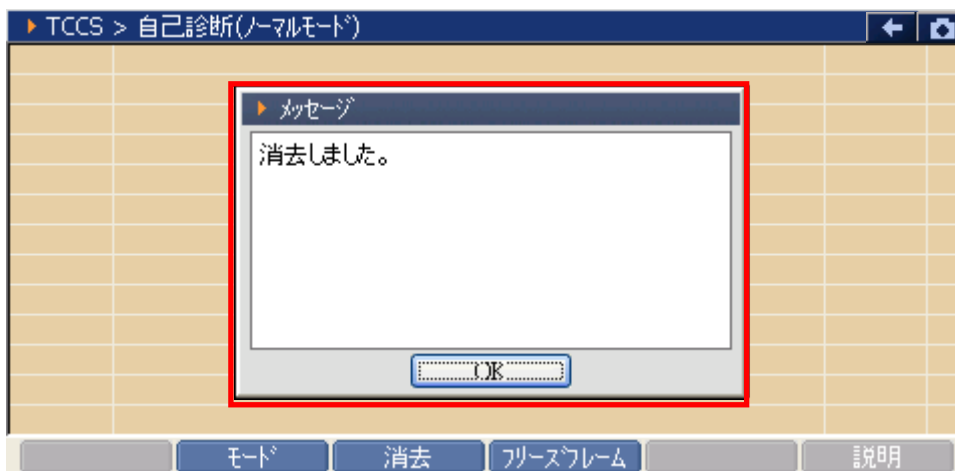 TCCS > 自己診断(ﾉｰﾏﾙﾓｰﾄﾞ)
ﾒｯｾｰｼﾞ
消去しました。
OK
ﾓｰﾄﾞ
消去
ﾌﾘｰｽﾞﾌﾚｰﾑ
説明